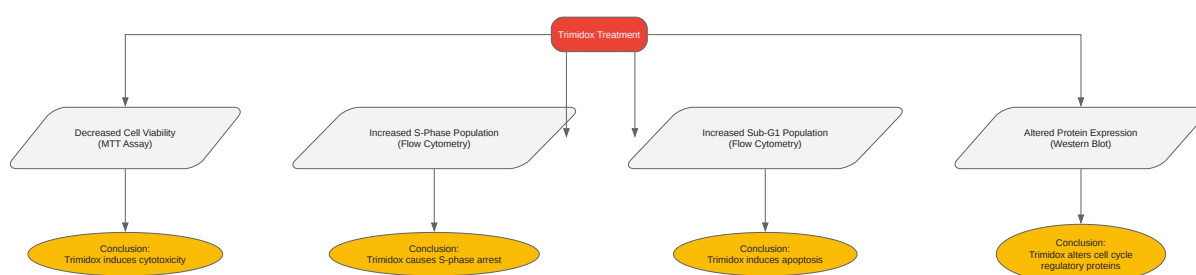 Trimidox Treatment
Decreased Cell Viability
(MTT Assay)
Increased S-Phase Population
(Flow Cytometry)
Increased Sub-G1 Population
(Flow Cytometry)
Altered Protein Expression
(Western Blot)
Conclusion:
Trimidox induces cytotoxicity
Conclusion:
Trimidox causes S-phase arrest
Conclusion:
Trimidox induces apoptosis
Conclusion:
Trimidox alters cell cycle
regulatory proteins